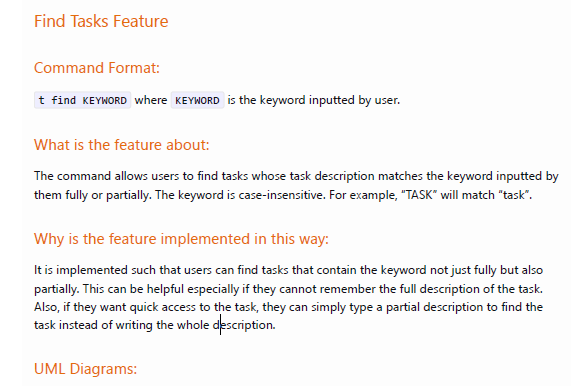 Find Tasks Feature
Command Format:
t find KEYWORD where KEYWORD is the keyword inputted by user.
What is the feature about:
The command allows users to find tasks whose task description matches the keyword inputted by
them fully or partially. The keyword is case-insensitive. For example, “TASK” will match “task”.
Why is the feature implemented in this way:
It is implemented such that users can find tasks that contain the keyword not just fully but also
partially. This can be helpful especially if they cannot remember the full description of the task.
Also, if they want quick access to the task, they can simply type a partial description to find the
task instead of writing the whole description.
UML Diagrams: